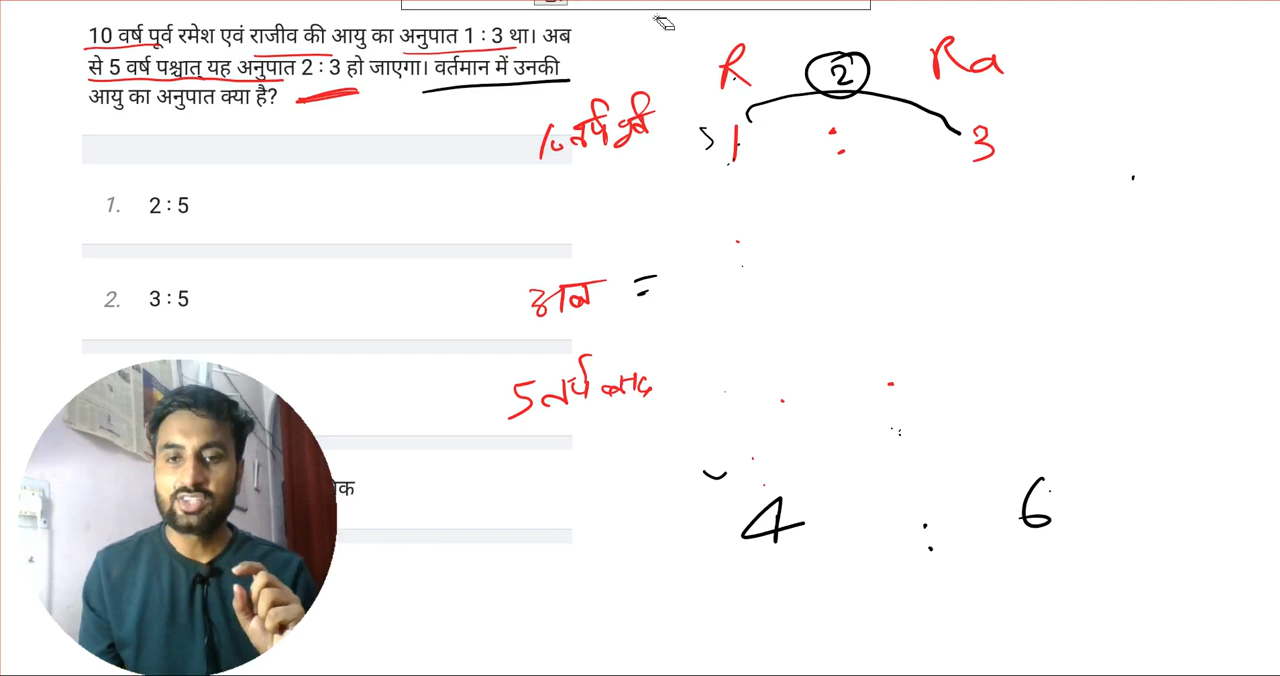 10 वर्ष पूर्व रमेश एवं राजीव की आयु का अनुपात 1 : 3 था। अब
से 5 वर्ष पश्चात् यह अनुपात 2 : 3 हो जाएगा। वर्तमान में उनकी
आयु का अनुपात क्या है?
1. 2 : 5
2. 3 : 5
R 2 Ra
10 वर्ष पूर्व 1 : 3
अब =
5 वर्ष बाद
4 : 6